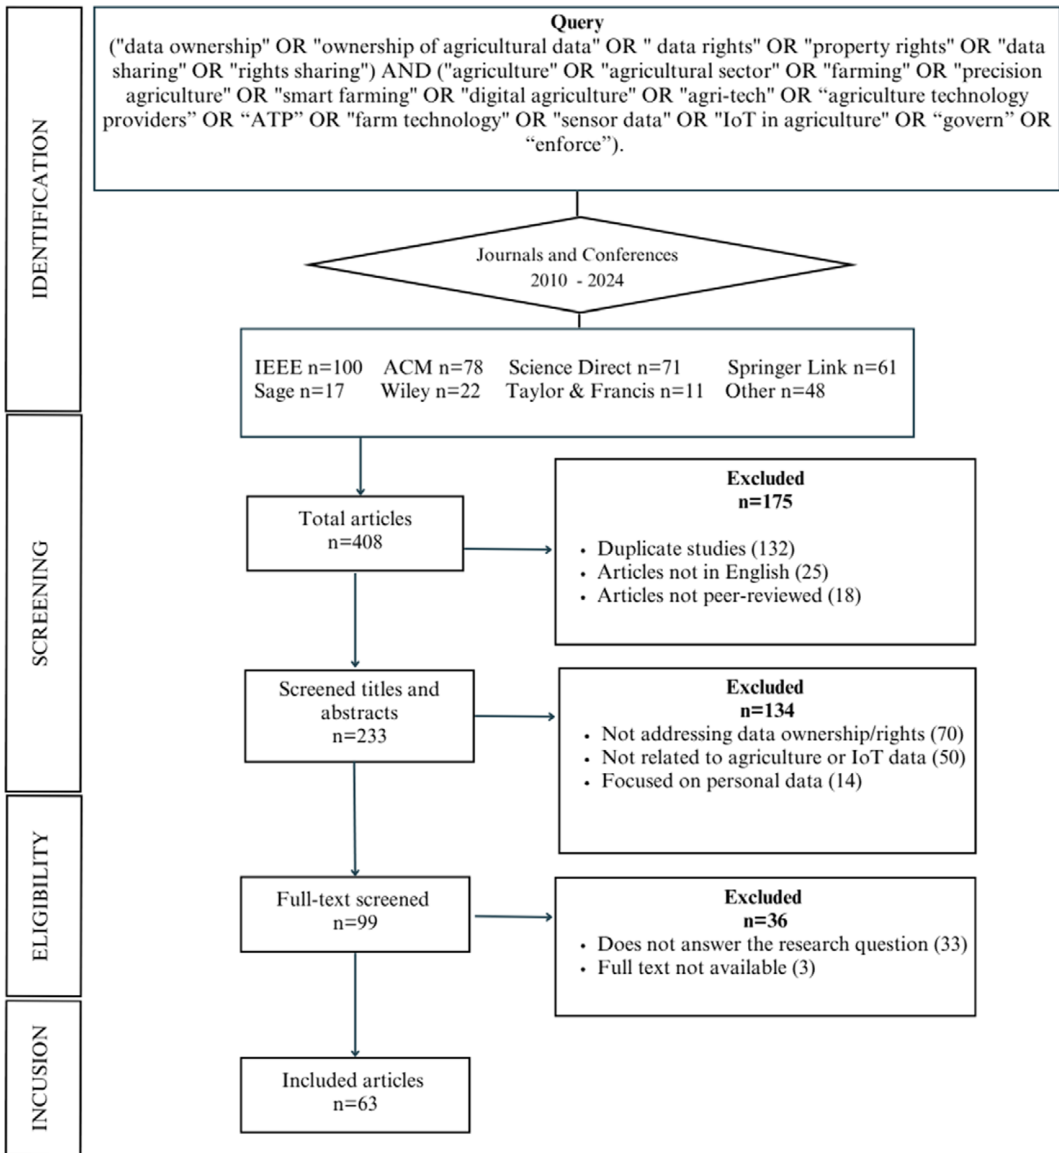 IDENTIFICATION
Query
("data ownership" OR "ownership of agricultural data" OR " data rights" OR "property rights" OR "data
sharing" OR "rights sharing") AND ("agriculture" OR "agricultural sector" OR "farming" OR "precision
agriculture" OR "smart farming" OR "digital agriculture" OR "agri-tech" OR “agriculture technology
providers” OR “ATP” OR "farm technology" OR "sensor data" OR "IoT in agriculture" OR “govern” OR
“enforce”).
Journals and Conferences
2010 - 2024
IEEE n=100 ACM n=78 Science Direct n=71 Springer Link n=61
Sage n=17 Wiley n=22 Taylor & Francis n=11 Other n=48
SCREENING
Total articles
n=408
Excluded
n=175
• Duplicate studies (132)
• Articles not in English (25)
• Articles not peer-reviewed (18)
Screened titles and
abstracts
n=233
Excluded
n=134
• Not addressing data ownership/rights (70)
• Not related to agriculture or IoT data (50)
• Focused on personal data (14)
ELIGIBILITY
Full-text screened
n=99
Excluded
n=36
• Does not answer the research question (33)
• Full text not available (3)
INCUSION
Included articles
n=63